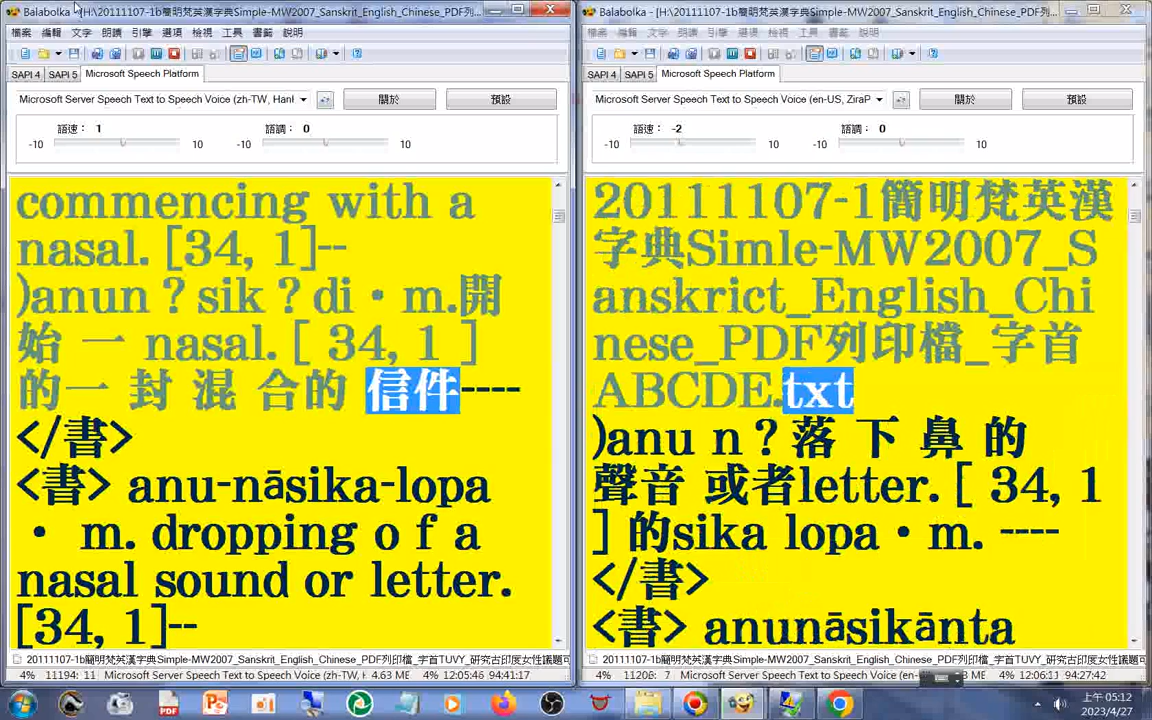 Balabolka - [H:\20111107-1b簡明梵英漢字典Simple-MW2007_Sanskrit_English_Chinese_PDF列...
檔案 編輯 文字 朗讀 引擎 選項 檢視 工具 書籤 說明
SAPI 4 SAPI 5 Microsoft Speech Platform
Microsoft Server Speech Text to Speech Voice (zh-TW, HanH
關於 預設
語速： 1 語調： 0
-10 10 -10 10
commencing with a
nasal. [34, 1]--
)anun？sik？di・m.開
始 一 nasal. [ 34, 1 ]
的一 封 混 合的 信件----
</書>
<書> anu-nāsika-lopa
・ m. dropping o f a
nasal sound or letter.
[34, 1]--
20111107-1b簡明梵英漢字典Simple-MW2007_Sanskrit_English_Chinese_PDF列印檔_字首TUVY_研究古印度女性議題可
4% 11194: 11 Microsoft Server Speech Text to Speech Voice (zh-TW, H 4.63 ME 4% 12:05:46 94:41:17
Balabolka - [H:\20111107-1b簡明梵英漢字典Simple-MW2007_Sanskrit_English_Chinese_PDF列...
檔案 編輯 文字 朗讀 引擎 選項 檢視 工具 書籤 說明
SAPI 4 SAPI 5 Microsoft Speech Platform
Microsoft Server Speech Text to Speech Voice (en-US, ZiraP
關於 預設
語速： -2 語調： 0
-10 10 -10 10
20111107-1簡明梵英漢
字典Simle-MW2007_S
anskrict_English_Chi
nese_PDF列印檔_字首
ABCDE.txt
)anu n？落 下 鼻 的
聲音 或者letter. [ 34, 1
] 的sika lopa・m. ----
</書>
<書> anunāsikānta
20111107-1b簡明梵英漢字典Simple-MW2007_Sanskrit_English_Chinese_PDF列印檔_字首TUVY_研究古印度女性議題可
4% 11206: 7 Microsoft Server Speech Text to Speech Voice 4% 12:06:11 94:27:42
上午 05:12
2023/4/27